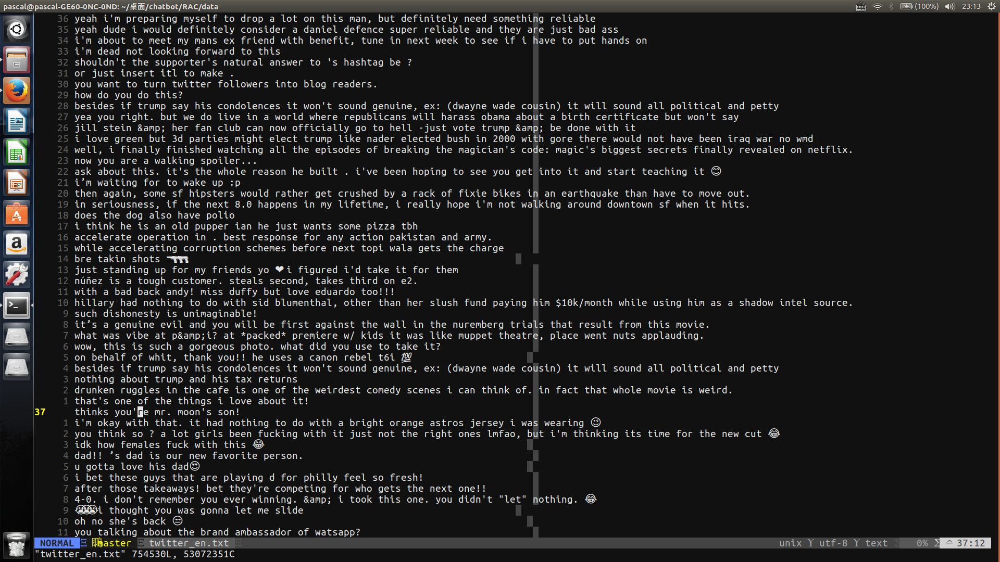 pascal@pascal-GE60-0NC-0ND: ~/桌面/chatbot/RAC/data (100%) 23:13
36 yeah i'm preparing myself to drop a lot on this man, but definitely need something reliable
35 yeah dude i would definitely consider a daniel defence super reliable and they are just bad ass
34 i'm about to meet my mans ex friend with benefit, tune in next week to see if i have to put hands on
33 i'm dead not looking forward to this
32 shouldn't the supporter's natural answer to 's hashtag be ?
31 or just insert itl to make .
30 you want to turn twitter followers into blog readers.
29 how do you do this?
28 besides if trump say his condolences it won't sound genuine, ex: (dwayne wade cousin) it will sound all political and petty
27 yea you right. but we do live in a world where republicans will harass obama about a birth certificate but won't say
26 jill stein &amp; her fan club can now officially go to hell -just vote trump &amp; be done with it
25 i love green but 3d parties might elect trump like nader elected bush in 2000 with gore there would not have been iraq war no wmd
24 well, i finally finished watching all the episodes of breaking the magician's code: magic's biggest secrets finally revealed on netflix.
23 now you are a walking spoiler...
22 ask about this. it's the whole reason he built . i've been hoping to see you get into it and start teaching it 😊
21 i’m waiting for to wake up :p
20 then again, some sf hipsters would rather get crushed by a rack of fixie bikes in an earthquake than have to move out.
19 in seriousness, if the next 8.0 happens in my lifetime, i really hope i'm not walking around downtown sf when it hits.
18 does the dog also have polio
17 i think he is an old pupper ian he just wants some pizza tbh
16 accelerate operation in . best response for any action pakistan and army.
15 while accelerating corruption schemes before next topi wala gets the charge
14 bre takin shots 🔫🔫🔫
13 just standing up for my friends yo ❤i figured i'd take it for them
12 núñez is a tough customer. steals second, takes third on e2.
11 with a bad back andy! miss duffy but love eduardo too!!!
10 hillary had nothing to do with sid blumenthal, other than her slush fund paying him $10k/month while using him as a shadow intel source.
9 such dishonesty is unimaginable!
8 it’s a genuine evil and you will be first against the wall in the nuremberg trials that result from this movie.
7 what was vibe at p&amp;i? at *packed* premiere w/ kids it was like muppet theatre, place went nuts applauding.
6 wow, this is such a gorgeous photo. what did you use to take it?
5 on behalf of whit, thank you!! he uses a canon rebel t6i 💯
4 besides if trump say his condolences it won't sound genuine, ex: (dwayne wade cousin) it will sound all political and petty
3 nothing about trump and his tax returns
2 drunken ruggles in the cafe is one of the weirdest comedy scenes i can think of. in fact that whole movie is weird.
1 that's one of the things i love about it!
37 thinks you're mr. moon's son!
1 i'm okay with that. it had nothing to do with a bright orange astros jersey i was wearing 😉
2 you think so ? a lot girls been fucking with it just not the right ones lmfao, but i'm thinking its time for the new cut 😂
3 idk how females fuck with this 😂
4 dad!! ’s dad is our new favorite person.
5 u gotta love his dad😍
6 i bet these guys that are playing d for philly feel so fresh!
7 after those takeaways! bet they're competing for who gets the next one!!
8 4-0. i don't remember you ever winning. &amp; i took this one. you didn't "let" nothing. 😂
9 😭😭😭i thought you was gonna let me slide
10 oh no she's back 😒
11 you talking about the brand ambassador of watsapp?
NORMAL master twitter_en.txt unix utf-8 text 0% 37:12
"twitter_en.txt" 754530L, 53072351C